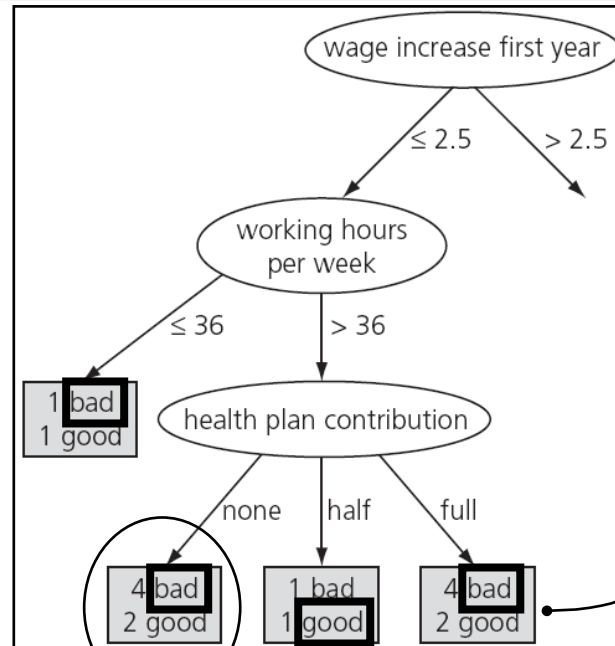 wage increase first year
≤ 2.5
> 2.5
working hours
per week
≤ 36
> 36
1 bad
1 good
health plan contribution
none
half
full
4 bad
2 good
1 bad
1 good
4 bad
2 good